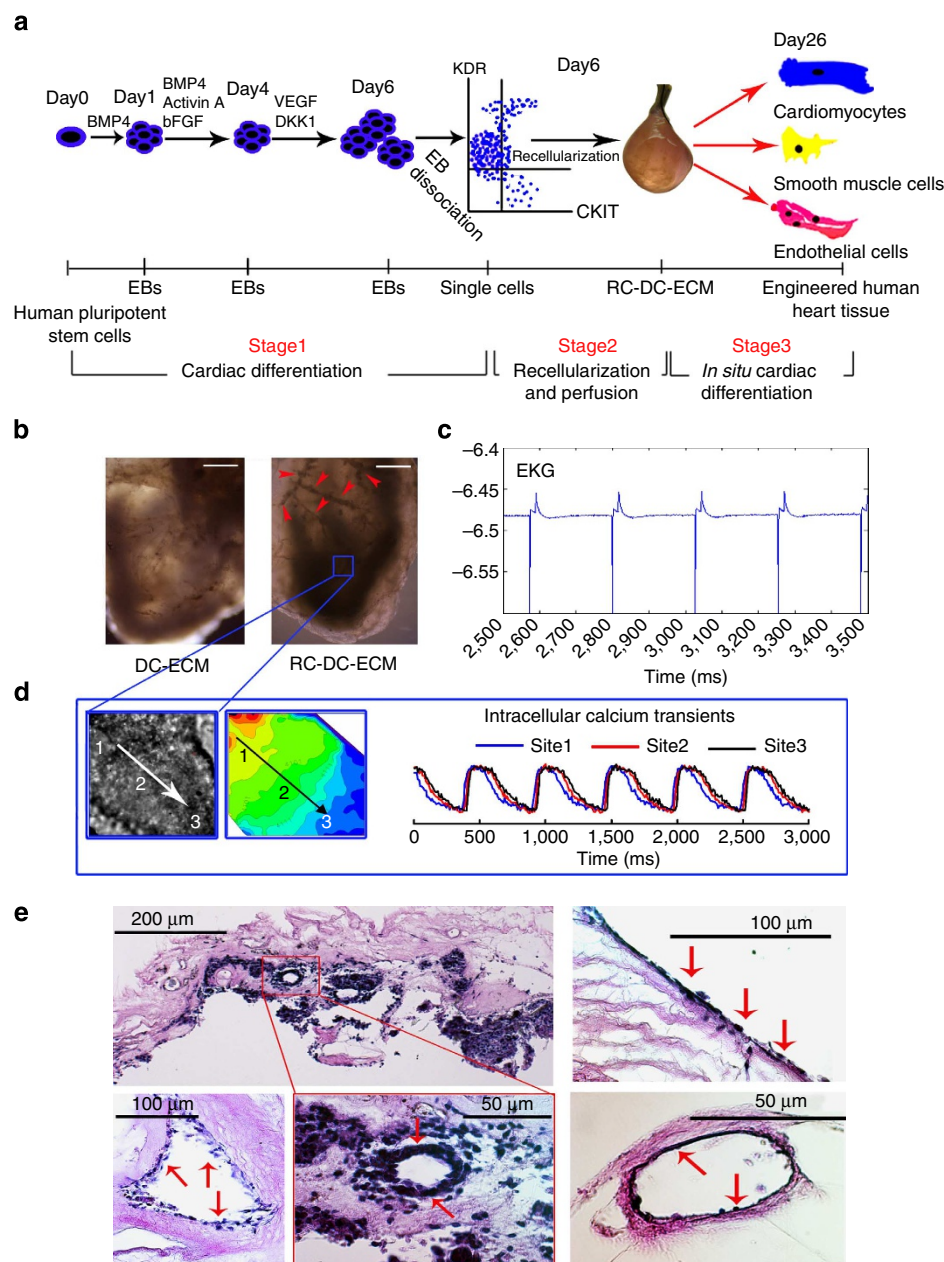 a
Day0
BMP4
Day1
BMP4
Activin A
bFGF
Day4
VEGF
DKK1
Day6
EB
dissociation
KDR
CKIT
Day6
Recellularization
Day26
Cardiomyocytes
Smooth muscle cells
Endothelial cells
Human pluripotent
stem cells
EBs
EBs
EBs
Single cells
RC-DC-ECM
Engineered human
heart tissue
Stage1
Cardiac differentiation
Stage2
Recellularization
and perfusion
Stage3
In situ cardiac
differentiation
b
DC-ECM
RC-DC-ECM
c
EKG
−6.4
−6.45
−6.5
−6.55
2,500
2,600
2,700
2,800
2,900
3,000
3,100
3,200
3,300
3,400
3,500
Time (ms)
d
1
2
3
1
2
3
Intracellular calcium transients
Site1
Site2
Site3
0
500
1,000
1,500
2,000
2,500
3,000
Time (ms)
e
200 μm
100 μm
100 μm
50 μm
50 μm